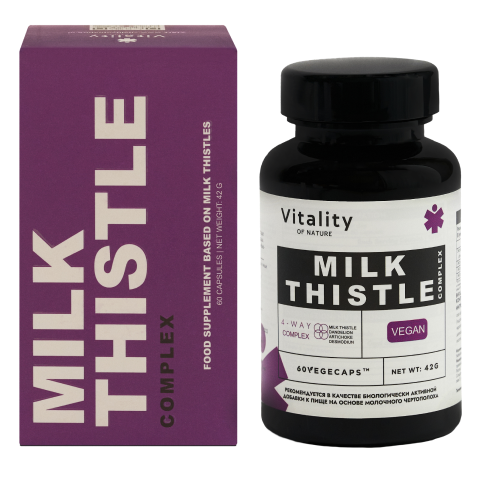 Vitality
MILK
THISTLE
COMPLEX
FOOD SUPPLEMENT BASED ON MILK THISTLES
60 CAPSULES | NET WEIGHT: 42 G
Vitality
OF NATURE
MILK
THISTLE
COMPLEX
4-WAY
COMPLEX
MILK THISTLE
DANDELION
ARTICHOKE
DESMODIUM
VEGAN
60VEGECAPS™
NET WT: 42G
РЕКОМЕНДУЕТСЯ В КАЧЕСТВЕ БИОЛОГИЧЕСКИ АКТИВНОЙ
ДОБАВКИ К ПИЩЕ НА ОСНОВЕ МОЛОЧНОГО ЧЕРТОПОЛОХА